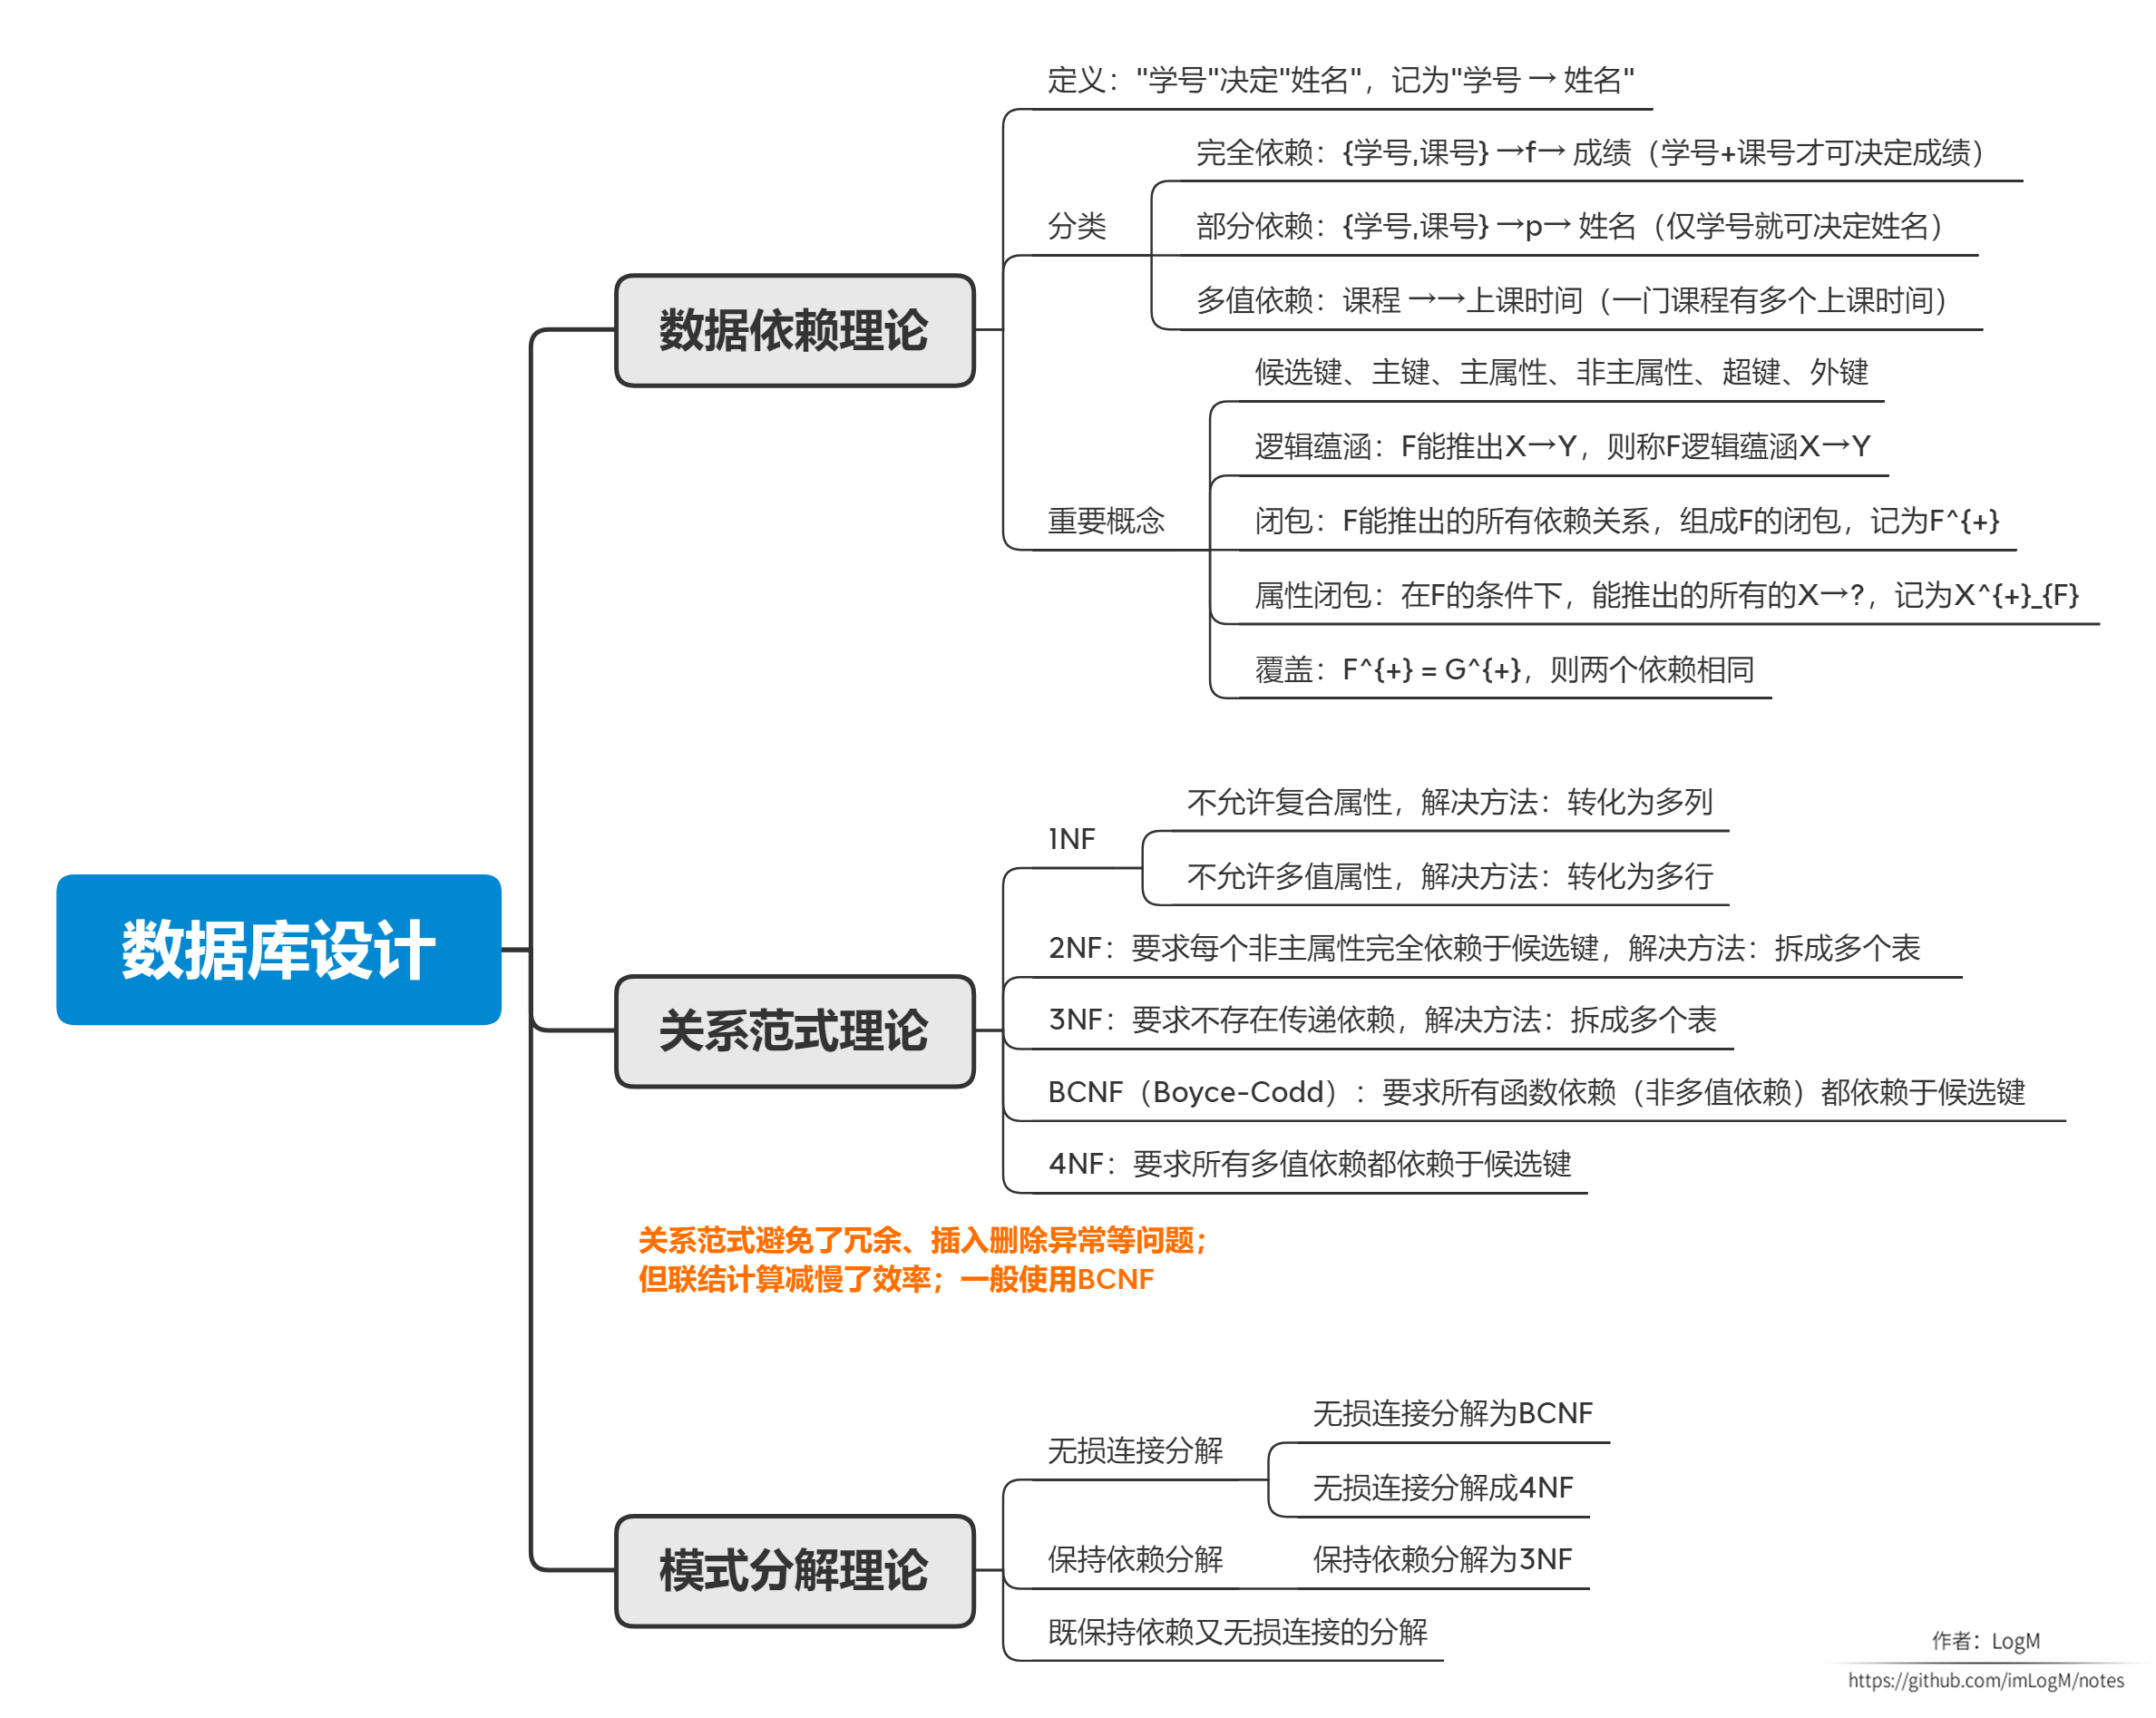 数据库设计
数据依赖理论
定义："学号"决定"姓名"，记为"学号 → 姓名"
分类
完全依赖：{学号,课号} →f→ 成绩（学号+课号才可决定成绩）
部分依赖：{学号,课号} →p→ 姓名（仅学号就可决定姓名）
多值依赖：课程 →→上课时间（一门课程有多个上课时间）
重要概念
候选键、主键、主属性、非主属性、超键、外键
逻辑蕴涵：F能推出X→Y，则称F逻辑蕴涵X→Y
闭包：F能推出的所有依赖关系，组成F的闭包，记为F^{+}
属性闭包：在F的条件下，能推出的所有的X→?，记为X^{+}_{F}
覆盖：F^{+} = G^{+}，则两个依赖相同
关系范式理论
1NF
不允许复合属性，解决方法：转化为多列
不允许多值属性，解决方法：转化为多行
2NF：要求每个非主属性完全依赖于候选键，解决方法：拆成多个表
3NF：要求不存在传递依赖，解决方法：拆成多个表
BCNF（Boyce-Codd）：要求所有函数依赖（非多值依赖）都依赖于候选键
4NF：要求所有多值依赖都依赖于候选键
关系范式避免了冗余、插入删除异常等问题；
但联结计算减慢了效率；一般使用BCNF
模式分解理论
无损连接分解
无损连接分解为BCNF
无损连接分解成4NF
保持依赖分解
保持依赖分解为3NF
既保持依赖又无损连接的分解
作者：LogM
https://github.com/imLogM/notes